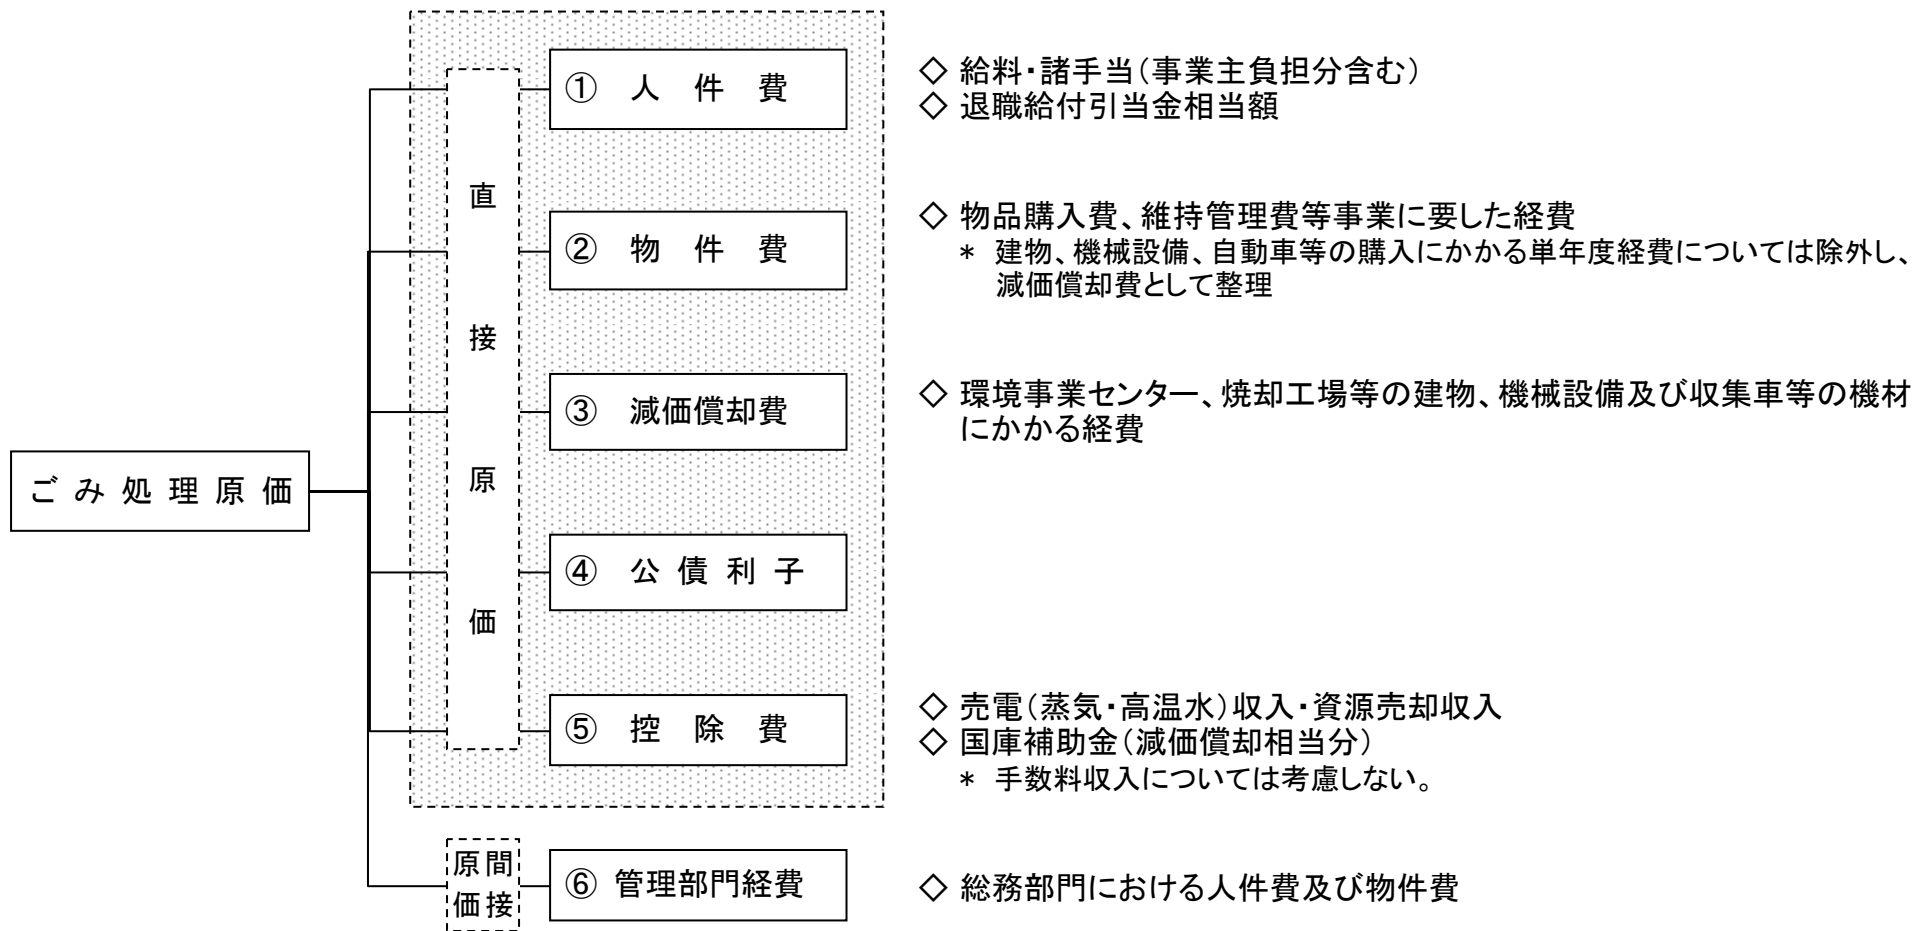 ごみ処理原価
直接原価
① 人件費
◇ 給料・諸手当（事業主負担分含む）
◇ 退職給付引当金相当額
② 物件費
◇ 物品購入費、維持管理費等事業に要した経費
* 建物、機械設備、自動車等の購入にかかる単年度経費については除外し、
減価償却費として整理
③ 減価償却費
◇ 環境事業センター、焼却工場等の建物、機械設備及び収集車等の機材
にかかる経費
④ 公債利子
⑤ 控除費
◇ 売電（蒸気・高温水）収入・資源売却収入
◇ 国庫補助金（減価償却相当分）
* 手数料収入については考慮しない。
間接原価
⑥ 管理部門経費
◇ 総務部門における人件費及び物件費